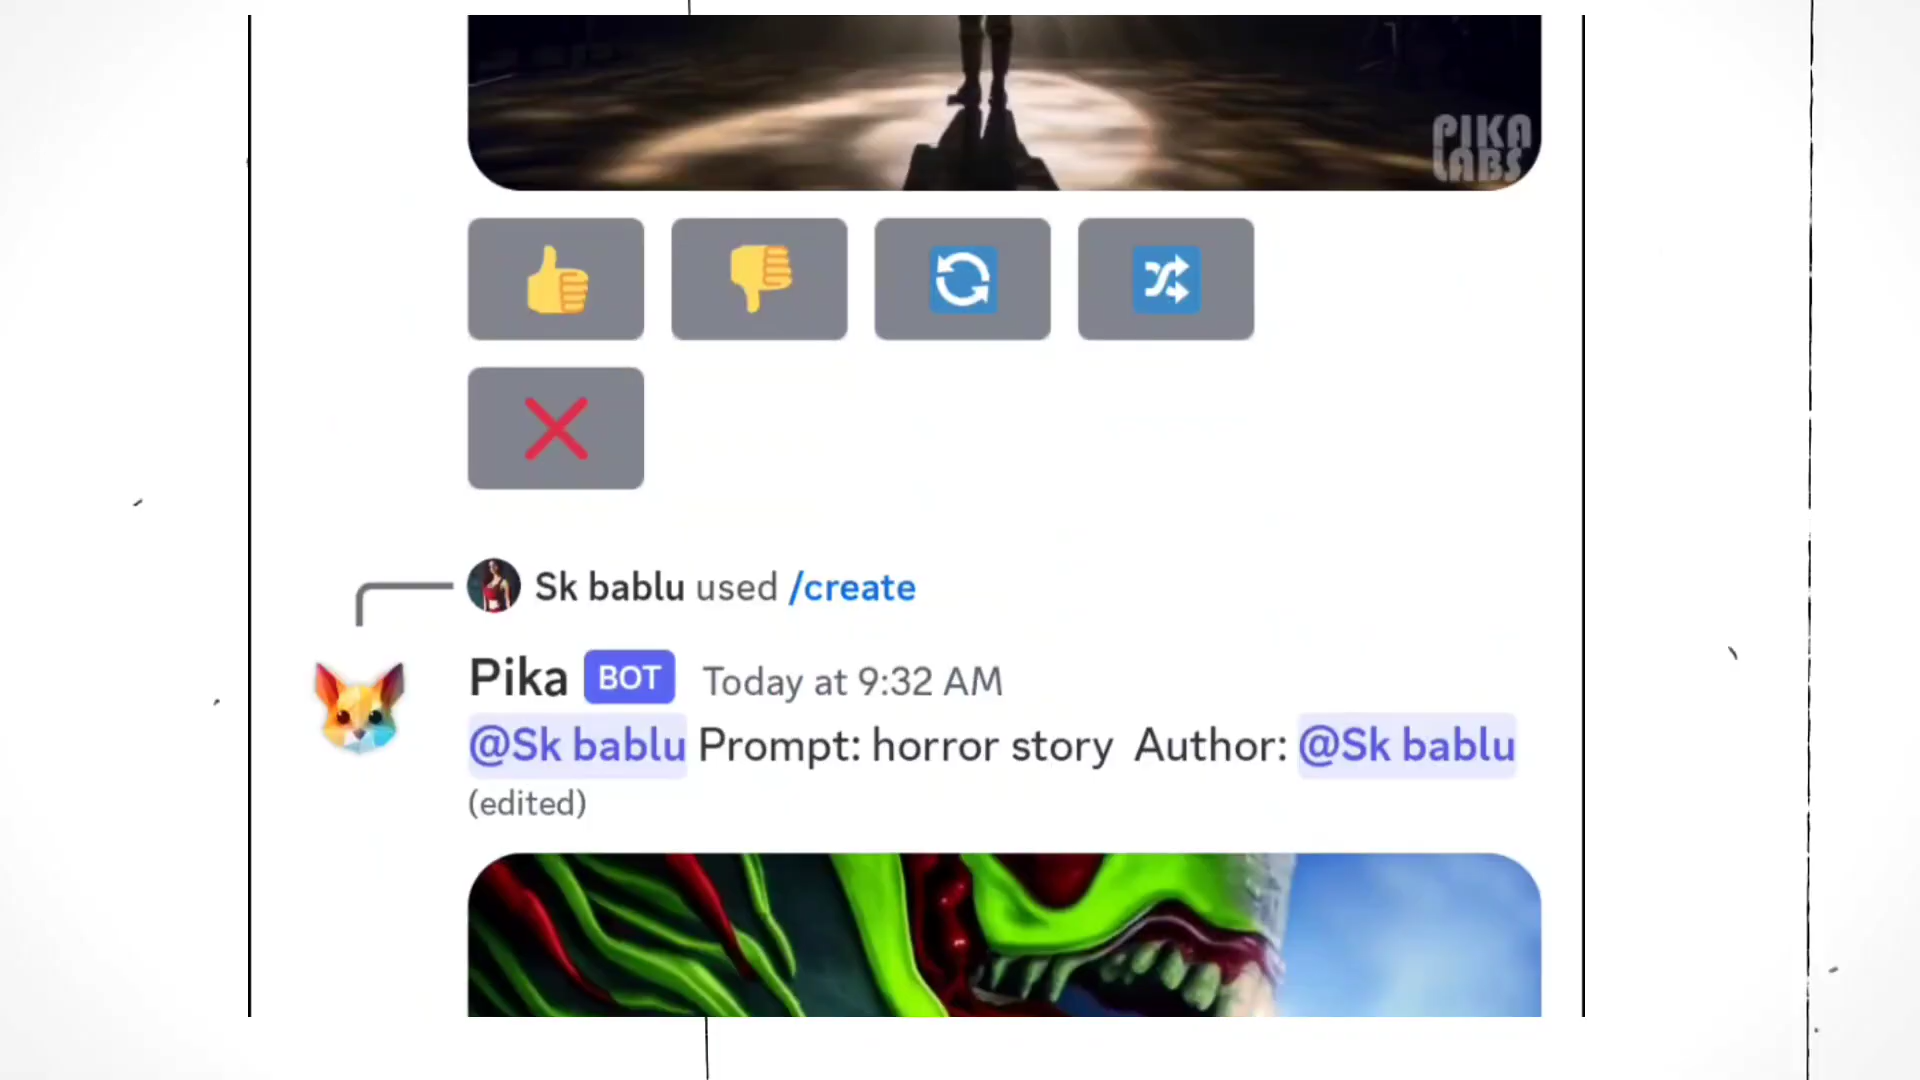 PIKA
LABS
Sk bablu used /create
Pika BOT Today at 9:32 AM
@Sk bablu Prompt: horror story Author: @Sk bablu
(edited)